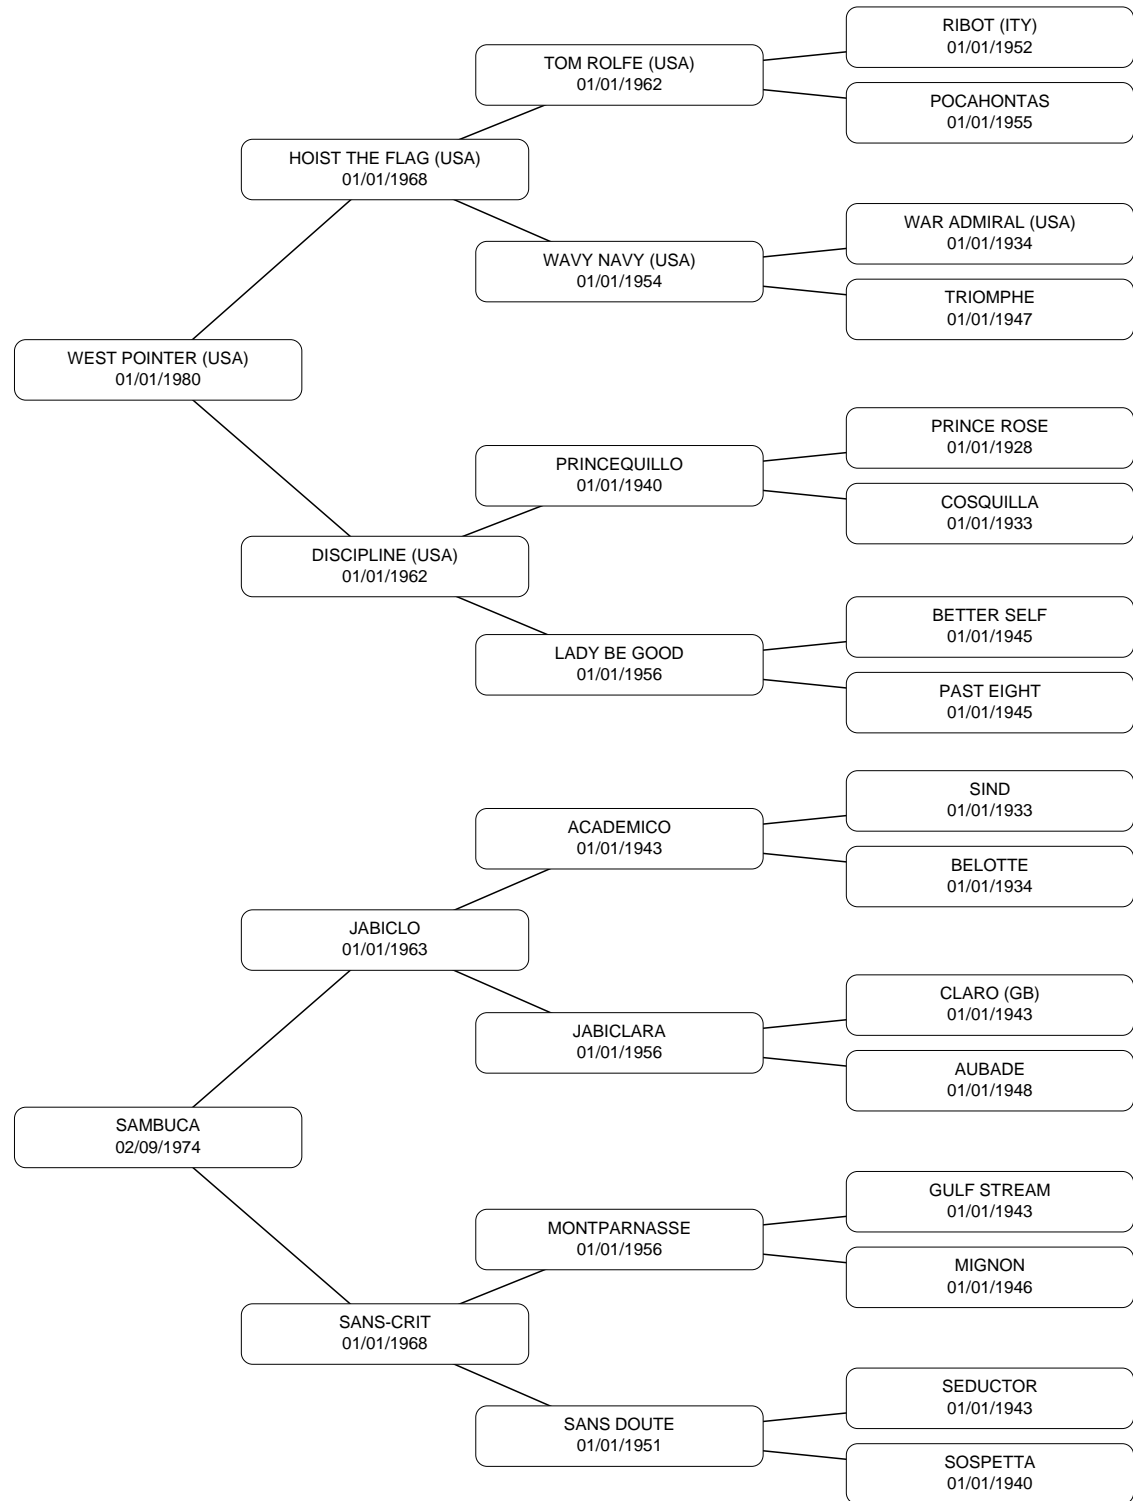 RIBOT (ITY)
01/01/1952
TOM ROLFE (USA)
01/01/1962
POCAHONTAS
01/01/1955
HOIST THE FLAG (USA)
01/01/1968
WAR ADMIRAL (USA)
01/01/1934
WAVY NAVY (USA)
01/01/1954
TRIOMPHE
01/01/1947
WEST POINTER (USA)
01/01/1980
PRINCE ROSE
01/01/1928
PRINCEQUILLO
01/01/1940
COSQUILLA
01/01/1933
DISCIPLINE (USA)
01/01/1962
BETTER SELF
01/01/1945
LADY BE GOOD
01/01/1956
PAST EIGHT
01/01/1945
SIND
01/01/1933
ACADEMICO
01/01/1943
BELOTTE
01/01/1934
JABICLO
01/01/1963
CLARO (GB)
01/01/1943
JABICLARA
01/01/1956
AUBADE
01/01/1948
SAMBUCA
02/09/1974
GULF STREAM
01/01/1943
MONTPARNASSE
01/01/1956
MIGNON
01/01/1946
SANS-CRIT
01/01/1968
SEDUCTOR
01/01/1943
SANS DOUTE
01/01/1951
SOSPETTA
01/01/1940